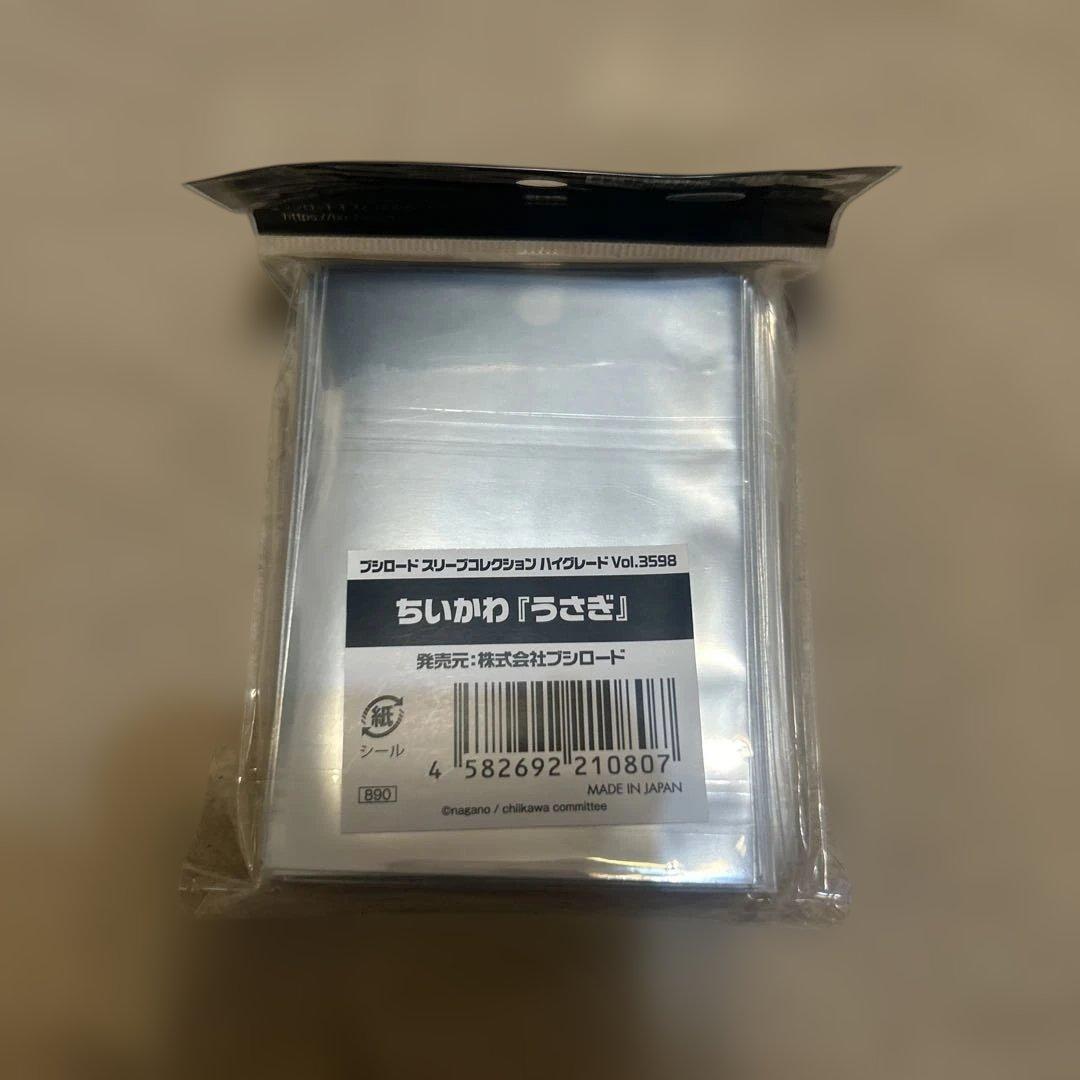 ブシロード スリーブコレクション ハイグレード Vol.3598
ちいかわ『うさぎ』
発売元:株式会社ブシロード
紙
シール
4 582692 210807
890
MADE IN JAPAN
©nagano / chiikawa committee